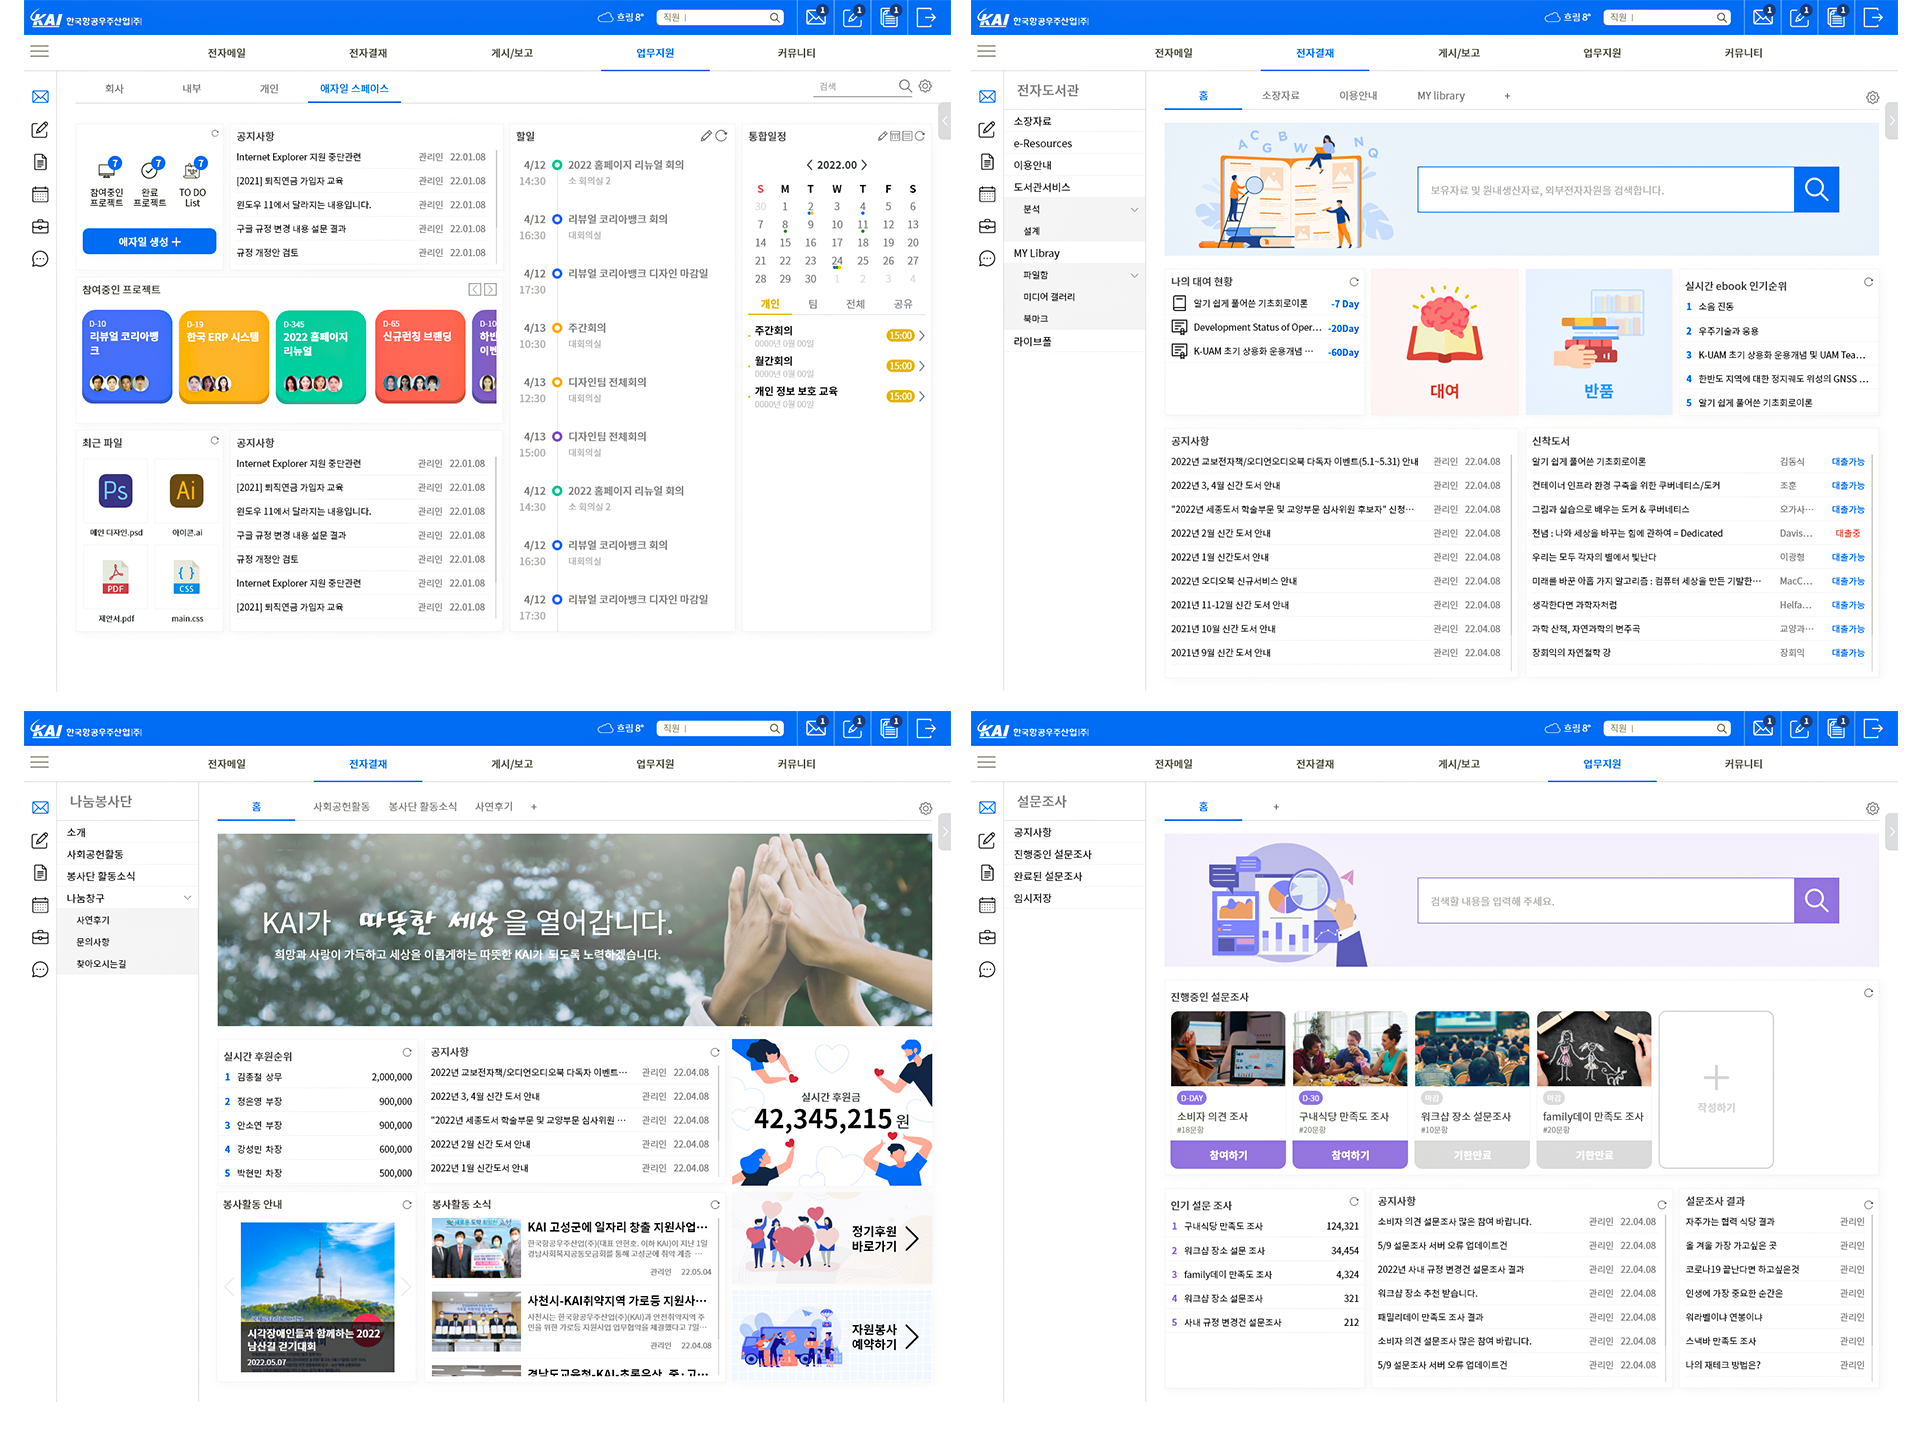 KAI 한국항공우주산업(주)
흐림 8°
직원 |
1
1
1
전자메일
전자결재
게시/보고
업무지원
커뮤니티
회사
내부
개인
애자일 스페이스
검색
7
7
7
참여중인 프로젝트
완료 프로젝트
TO DO List
애자일 생성 +
공지사항
Internet Explorer 지원 중단관련 관리인 22.01.08
[2021] 퇴직연금 가입자 교육 관리인 22.01.08
윈도우 11에서 달라지는 내용입니다. 관리인 22.01.08
구글 규정 변경 내용 설문 결과 관리인 22.01.08
규정 개정안 검토 관리인 22.01.08
참여중인 프로젝트
D-10
리뷰얼 코리아뱅크
D-19
한국 ERP 시스템
D-345
2022 홈페이지 리뉴얼
D-65
신규런칭 브랜딩
D-10
하반
이벤
최근 파일
Ps
메인 디자인.psd
Ai
아이콘.ai
PDF
제안서.pdf
{ }
CSS
main.css
공지사항
Internet Explorer 지원 중단관련 관리인 22.01.08
[2021] 퇴직연금 가입자 교육 관리인 22.01.08
윈도우 11에서 달라지는 내용입니다. 관리인 22.01.08
구글 규정 변경 내용 설문 결과 관리인 22.01.08
규정 개정안 검토 관리인 22.01.08
Internet Explorer 지원 중단관련 관리인 22.01.08
[2021] 퇴직연금 가입자 교육 관리인 22.01.08
할일
4/12 2022 홈페이지 리뉴얼 회의
14:30 소 회의실 2
4/12 리뷰얼 코리아뱅크 회의
16:30 대회의실
4/12 리뷰얼 코리아뱅크 디자인 마감일
17:30
4/13 주간회의
10:30 대회의실
4/13 디자인팀 전체회의
12:30 대회의실
4/13 디자인팀 전체회의
15:00 대회의실
4/12 2022 홈페이지 리뉴얼 회의
14:30 소 회의실 2
4/12 리뷰얼 코리아뱅크 회의
16:30 대회의실
4/12 리뷰얼 코리아뱅크 디자인 마감일
17:30
통합일정
2022.00
S M T W T F S
30 1 2 3 4 5 6
7 8 9 10 11 12 13
14 15 16 17 18 19 20
21 22 23 24 25 26 27
28 29 30 1 2 3 4
개인 팀 전체 공유
주간회의 15:00
0000년 0월 00일
월간회의 15:00
0000년 0월 00일
개인 정보 보호 교육 15:00
0000년 0월 00일
KAI 한국항공우주산업(주)
흐림 8°
직원 |
1
1
1
전자메일
전자결재
게시/보고
업무지원
커뮤니티
전자도서관
소장자료
e-Resources
이용안내
도서관서비스
분석
설계
MY Libray
파일함
미디어 갤러리
북마크
라이브폴
홈
소장자료
이용안내
MY library
+
A C B G W N Q
보유자료 및 원내생산자료, 외부전자자원을 검색합니다.
나의 대여 현황
알기 쉽게 풀어쓴 기초회로이론 -7 Day
Development Status of Oper... -20Day
K-UAM 초기 상용화 운용개념 ··· -60Day
대여
반품
실시간 ebook 인기순위
1 소음 진동
2 우주기술과 응용
3 K-UAM 초기 상용화 운용개념 및 UAM Tea...
4 한반도 지역에 대한 정지궤도 위성의 GNSS ...
5 알기 쉽게 풀어쓴 기초회로이론
공지사항
2022년 교보전자책/오디언오디오북 다독자 이벤트(5.1~5.31) 안내 관리인 22.04.08
2022년 3, 4월 신간 도서 안내 관리인 22.04.08
"2022년 세종도서 학술부문 및 교양부문 심사위원 후보자" 신청··· 관리인 22.04.08
2022년 2월 신간 도서 안내 관리인 22.04.08
2022년 1월 신간도서 안내 관리인 22.04.08
2022년 오디오북 신규서비스 안내 관리인 22.04.08
2021년 11-12월 신간 도서 안내 관리인 22.04.08
2021년 10월 신간 도서 안내 관리인 22.04.08
2021년 9월 신간 도서 안내 관리인 22.04.08
신착도서
알기 쉽게 풀어쓴 기초회로이론 김동식 대출가능
컨테이너 인프라 환경 구축을 위한 쿠버네티스/도커 조훈 대출가능
그림과 실습으로 배우는 도커 & 쿠버네티스 오가사··· 대출가능
전념 : 나와 세상을 바꾸는 힘에 관하여 = Dedicated Davis... 대출중
우리는 모두 각자의 별에서 빛난다 이광형 대출가능
미래를 바꾼 아홉 가지 알고리즘 : 컴퓨터 세상을 만든 기발한··· MacC... 대출가능
생각한다면 과학자처럼 Helfa... 대출가능
과학 산책, 자연과학의 변주곡 교양과··· 대출가능
장회익의 자연철학 강 장회익 대출가능
KAI 한국항공우주산업(주)
흐림 8°
직원 |
1
1
1
전자메일
전자결재
게시/보고
업무지원
커뮤니티
나눔봉사단
소개
사회공헌활동
봉사단 활동소식
나눔창구
사연후기
문의사항
찾아오시는길
홈
사회공헌활동
봉사단 활동소식
사연후기
+
KAI가 따뜻한 세상을 열어갑니다.
희망과 사랑이 가득하고 세상을 이롭게하는 따뜻한 KAI가 되도록 노력하겠습니다.
실시간 후원순위
1 김종철 상무 2,000,000
2 정은영 부장 900,000
3 안소연 부장 900,000
4 강성민 차장 600,000
5 박현민 차장 500,000
공지사항
2022년 교보전자책/오디언오디오북 다독자 이벤트··· 관리인 22.04.08
2022년 3, 4월 신간 도서 안내 관리인 22.04.08
"2022년 세종도서 학술부문 및 교양부문 심사위원 ··· 관리인 22.04.08
2022년 2월 신간 도서 안내 관리인 22.04.08
2022년 1월 신간도서 안내 관리인 22.04.08
실시간 후원금
42,345,215 원
봉사활동 안내
시각장애인들과 함께하는 2022
남산길 걷기대회
2022.05.07
봉사활동 소식
KAI 고성군에 일자리 창출 지원사업···
한국항공우주산업(주)(대표 안현호. 이하 KAI)이 지난 1일
경남사회복지공동모금회를 통해 고성군에 취약 계층 ···
관리인 22.05.04
사천시-KAI취약지역 가로등 지원사···
사천시는 한국항공우주산업(주)(KAI)과 안전취약지역 주
민을 위한 가로등 지원사업 업무협약을 체결했다고 7일···
관리인 22.04.08
경남도교육청-KAI-초록우산, 중·고···
정기후원
바로가기
자원봉사
예약하기
KAI 한국항공우주산업(주)
흐림 8°
직원 |
1
1
1
전자메일
전자결재
게시/보고
업무지원
커뮤니티
설문조사
공지사항
진행중인 설문조사
완료된 설문조사
임시저장
홈
+
검색할 내용을 입력해 주세요.
진행중인 설문조사
D-DAY
소비자 의견 조사
#18문항
참여하기
D-30
구내식당 만족도 조사
#20문항
참여하기
마감
워크샵 장소 설문조사
#10문항
기한만료
마감
family데이 만족도 조사
#20문항
기한만료
작성하기
인기 설문 조사
1 구내식당 만족도 조사 124,321
2 워크샵 장소 설문 조사 34,454
3 family데이 만족도 조사 4,324
4 워크샵 장소 설문조사 321
5 사내 규정 변경건 설문조사 212
공지사항
소비자 의견 설문조사 많은 참여 바랍니다. 관리인 22.04.08
5/9 설문조사 서버 오류 업데이트건 관리인 22.04.08
2022년 사내 규정 변경건 설문조사 결과 관리인 22.04.08
워크샵 장소 추천 받습니다. 관리인 22.04.08
패밀리데이 만족도 조사 결과 관리인 22.04.08
소비자 의견 설문조사 많은 참여 바랍니다. 관리인 22.04.08
5/9 설문조사 서버 오류 업데이트건 관리인 22.04.08
설문조사 결과
자주가는 협력 식당 결과 관리인
올 겨울 가장 가고싶은 곳 관리인
코로나19 끝난다면 하고싶은것 관리인
인생에 가장 중요한 순간은 관리인
워라벨이냐 연봉이냐 관리인
스낵바 만족도 조사 관리인
나의 재테크 방법은? 관리인